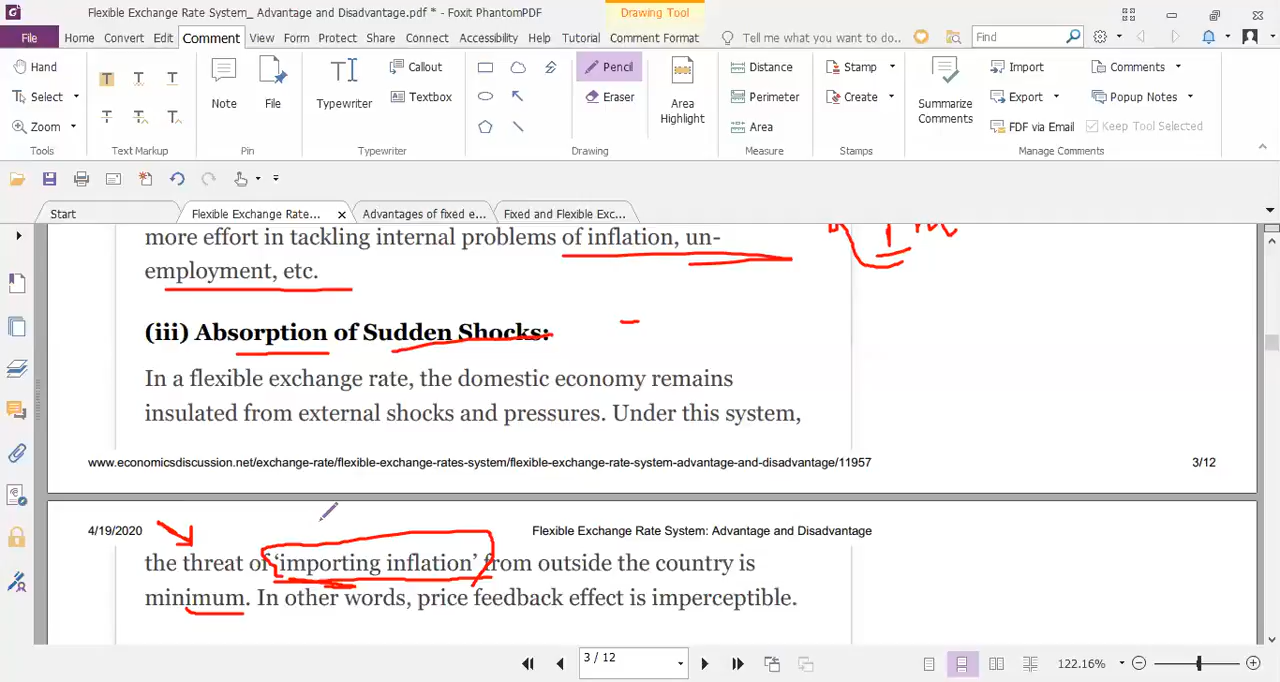 Flexible Exchange Rate System_ Advantage and Disadvantage.pdf * - Foxit PhantomPDF
Drawing Tool
File Home Convert Edit Comment View Form Protect Share Connect Accessibility Help Tutorial Comment Format Tell me what you want to do.. Find
Hand
Select
Zoom
Tools
T T T
T T T
Text Markup
Note
File
Pin
Typewriter
Callout
Textbox
Typewriter
Pencil
Eraser
Drawing
Area
Highlight
Distance
Perimeter
Area
Measure
Stamp
Create
Stamps
Summarize
Comments
Import
Export
FDF via Email
Comments
Popup Notes
Keep Tool Selected
Manage Comments
Start Flexible Exchange Rate... x Advantages of fixed e... Fixed and Flexible Exc...
more effort in tackling internal problems of inflation, un-
employment, etc.
(iii) Absorption of Sudden Shocks:
In a flexible exchange rate, the domestic economy remains
insulated from external shocks and pressures. Under this system,
www.economicsdiscussion.net/exchange-rate/flexible-exchange-rates-system/flexible-exchange-rate-system-advantage-and-disadvantage/11957 3/12
4/19/2020 Flexible Exchange Rate System: Advantage and Disadvantage
the threat of ‘importing inflation’ from outside the country is
minimum. In other words, price feedback effect is imperceptible.
3 / 12
122.16%